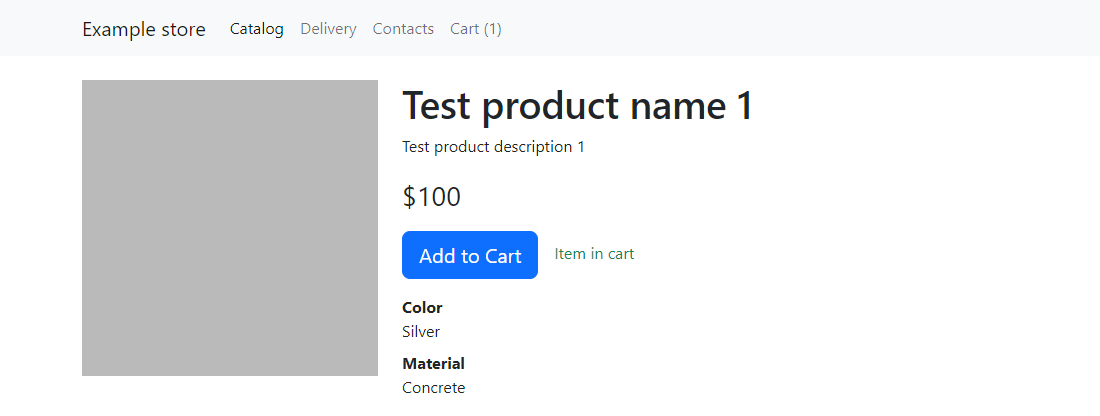 Example store Catalog Delivery Contacts Cart (1)
Test product name 1
Test product description 1
$100
Add to Cart Item in cart
Color
Silver
Material
Concrete